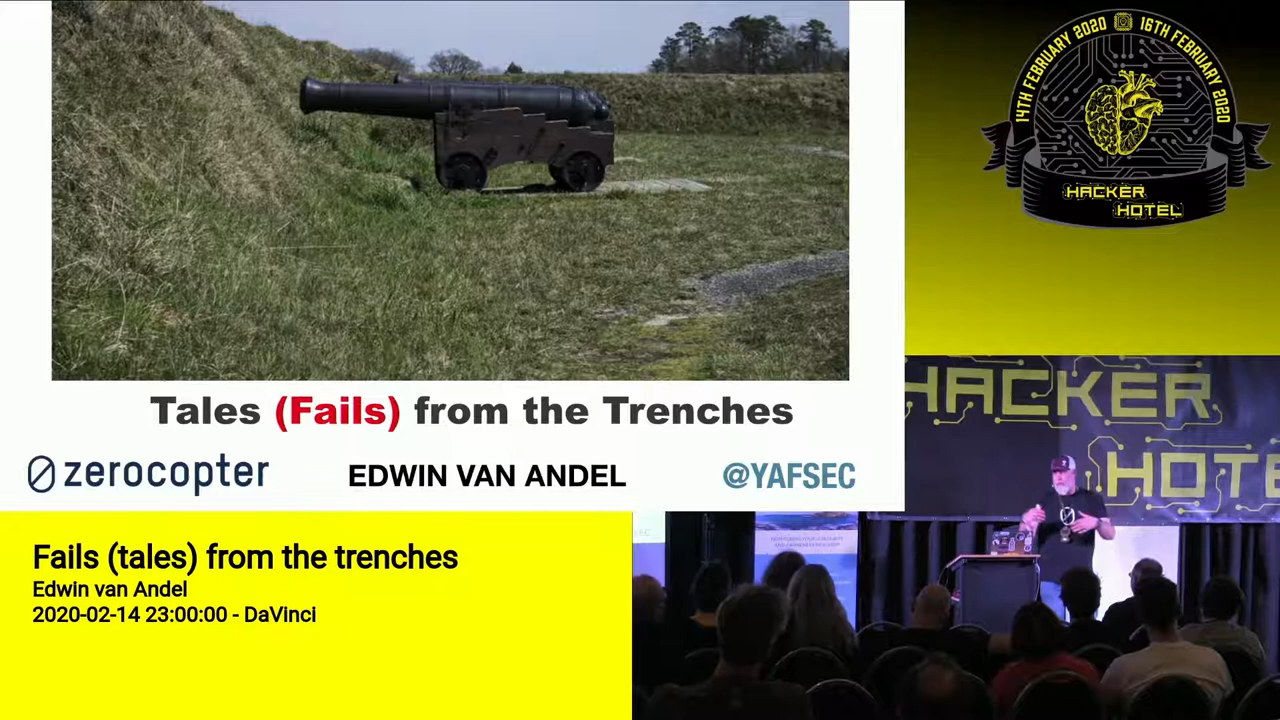 Tales (Fails) from the Trenches
zerocopter
EDWIN VAN ANDEL
@YAFSEC
Fails (tales) from the trenches
Edwin van Andel
2020-02-14 23:00:00 - DaVinci
14TH FEBRUARY 2020
16TH FEBRUARY 2020
HACKER
HOTEL
HACKER
HOTE